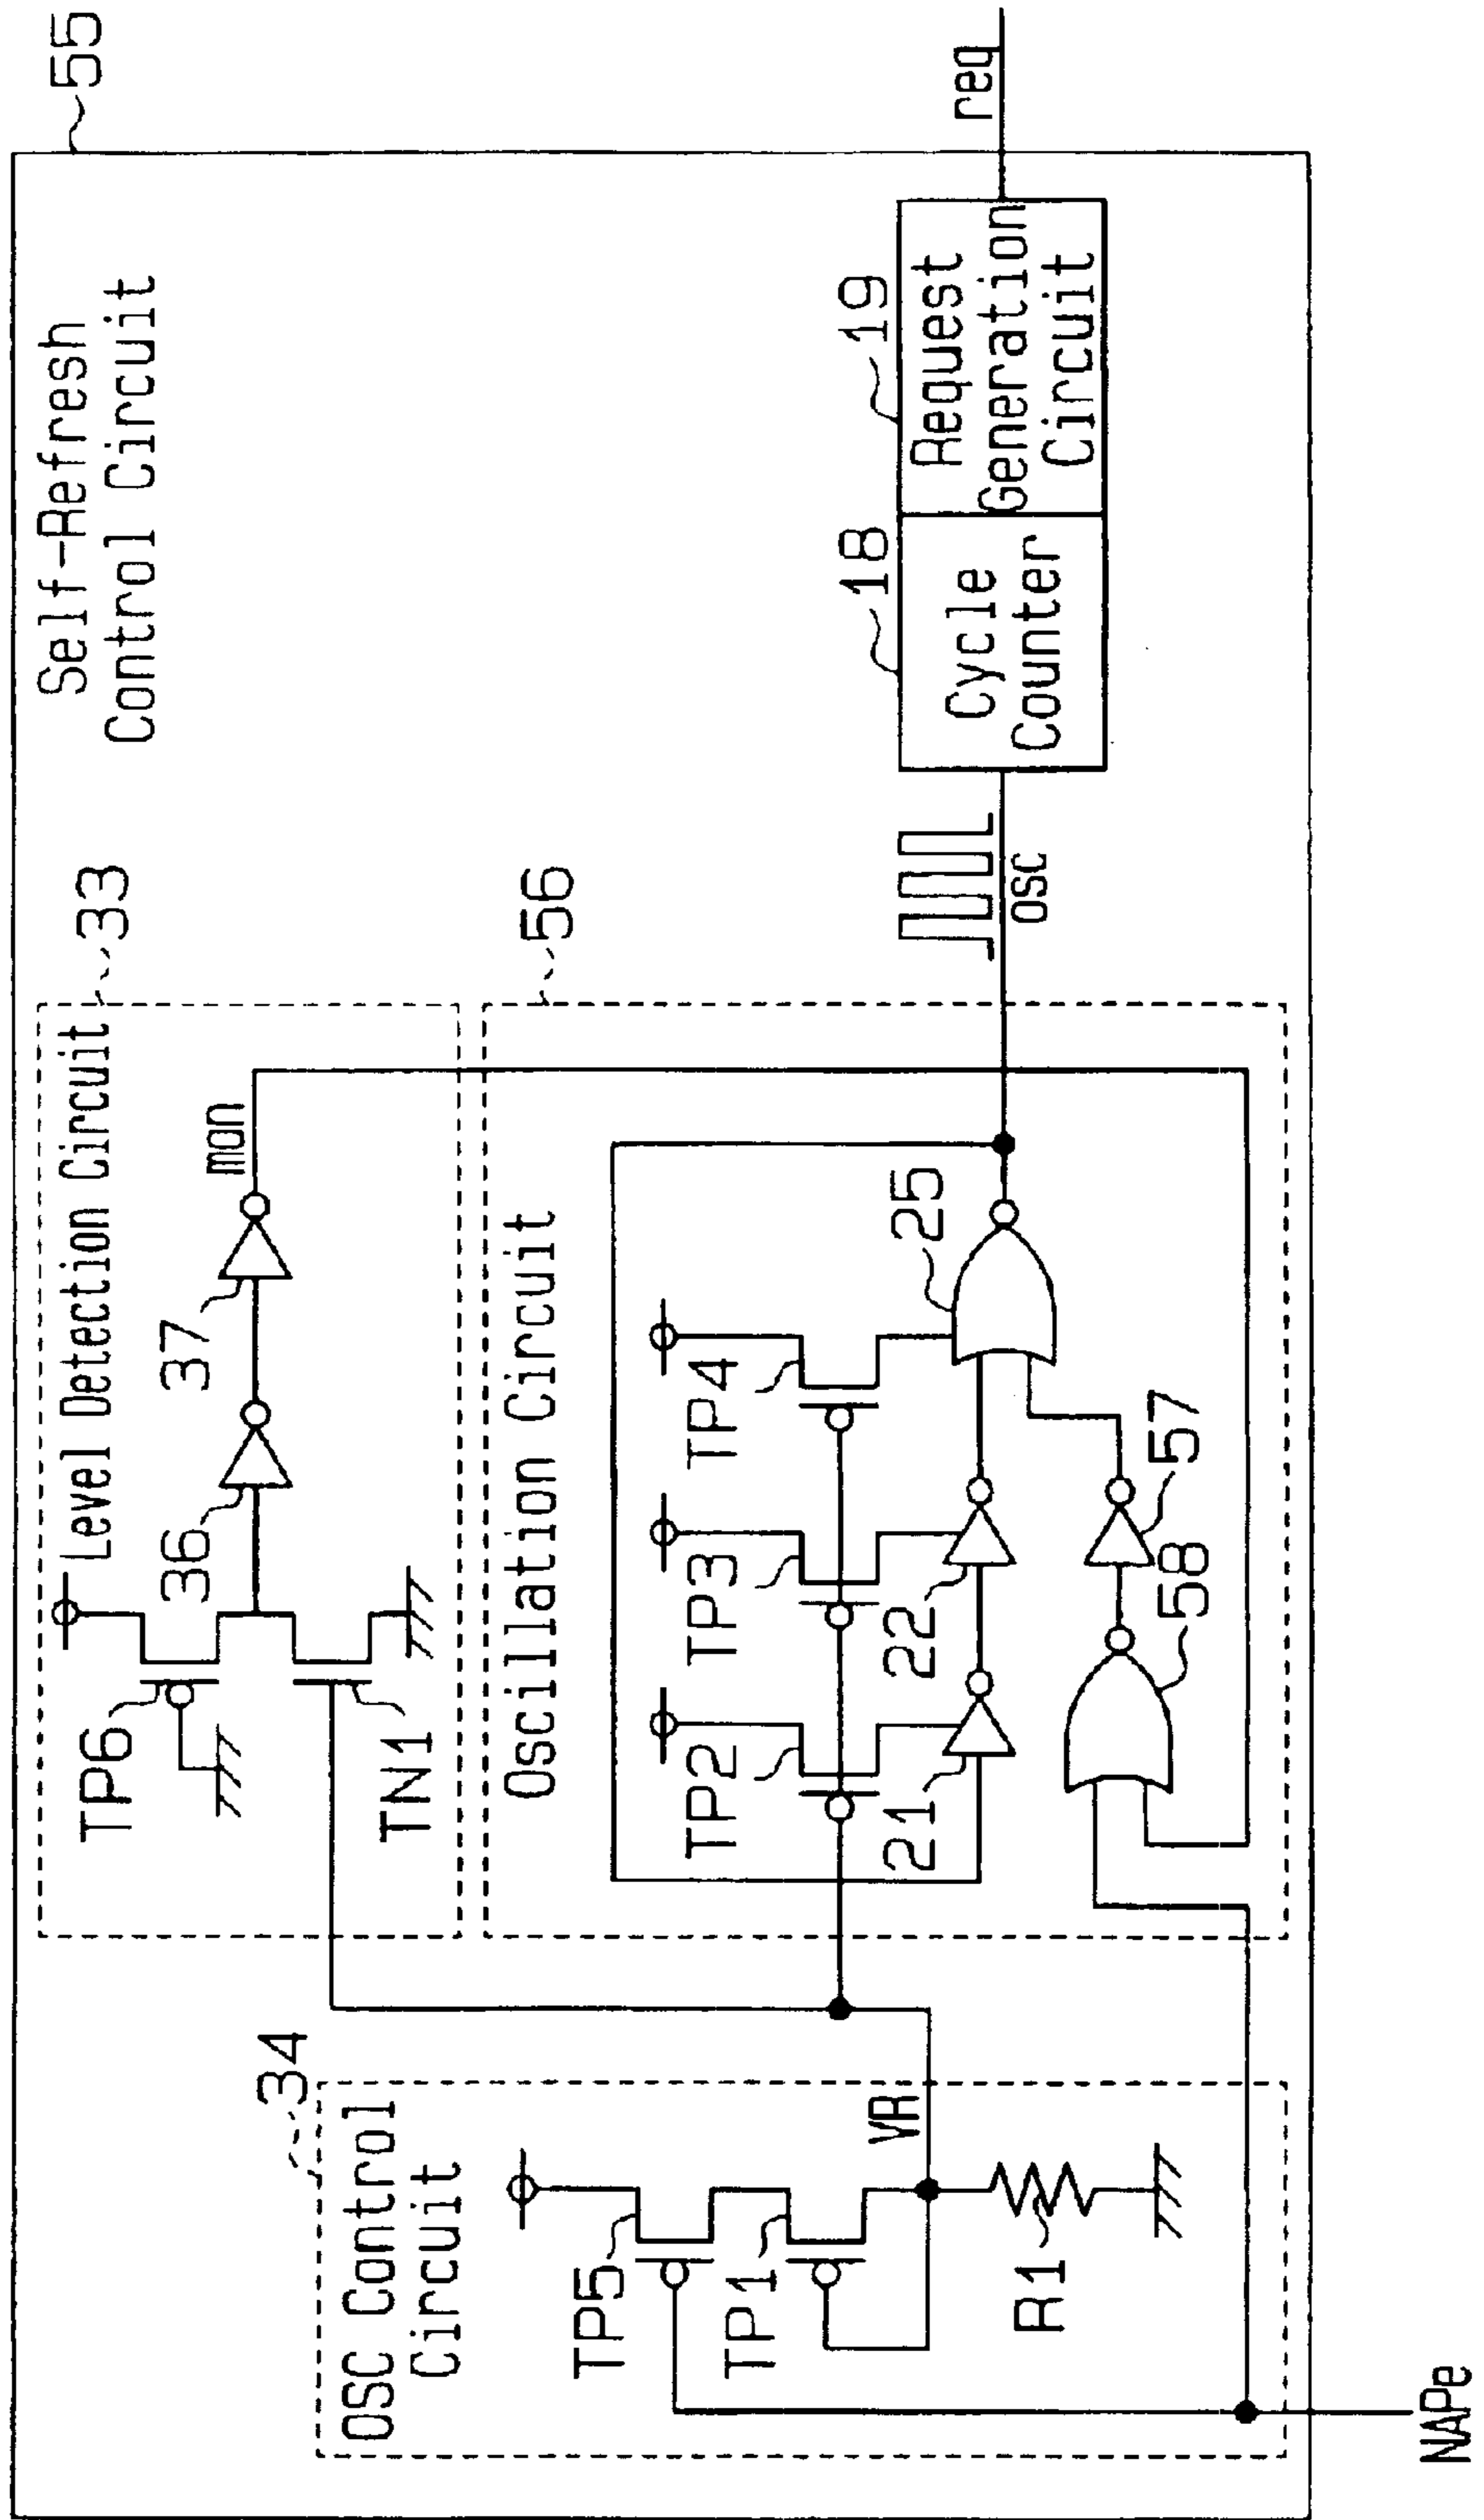 55
Self-Refresh
Control Circuit
33
Level Detection Circuit
TP6
36
37
mon
TN1
34
OSC Control
Circuit
TP5
TP1
VR
R1
NAPe
56
Oscillation Circuit
TP2
TP3
TP4
21
22
25
58
57
osc
18
Cycle
Counter
19
Request
Generation
Circuit
req